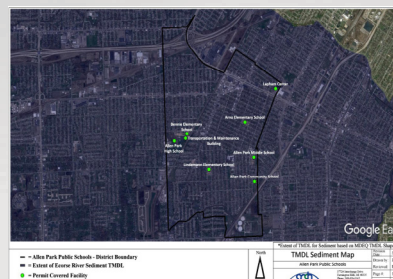 Lapham Center
Arno Elementary School
Bennie Elementary
School
Transportation & Maintenance
Building
Allen Park
High School
Allen Park Middle School
Lindemann Elementary School
Allen Park Community School
Google Ear
*Extent of TMDL for Sediment based on MDEQ TMDL Shap
= Allen Park Public Schools - District Boundary
= Extent of Ecorse River Sediment TMDL
= Permit Covered Facility
North
TMDL Sediment Map
Allen Park Public Schools